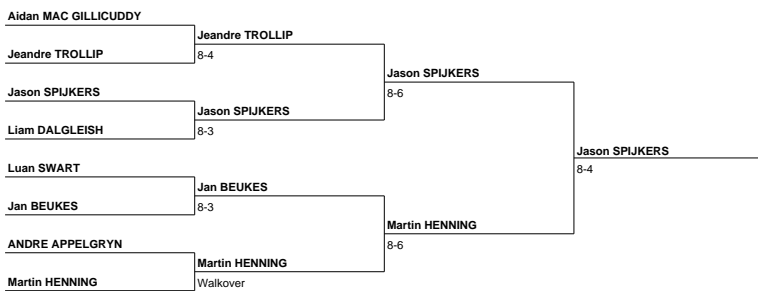 Aidan MAC GILLICUDDY
Jeandre TROLLIP
Jason SPIJKERS
Liam DALGLEISH
Luan SWART
Jan BEUKES
ANDRE APPELGRYN
Martin HENNING
Jeandre TROLLIP
8-4
Jason SPIJKERS
8-3
Jan BEUKES
8-3
Martin HENNING
Walkover
Jason SPIJKERS
8-6
Martin HENNING
8-6
Jason SPIJKERS
8-4